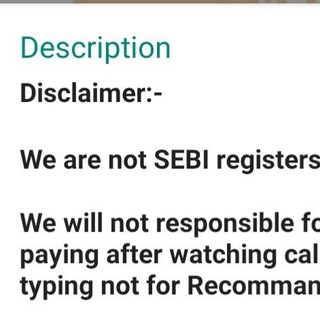 Description
Disclaimer:-
We are not SEBI registers
We will not responsible fo
paying after watching cal
typing not for Recomman